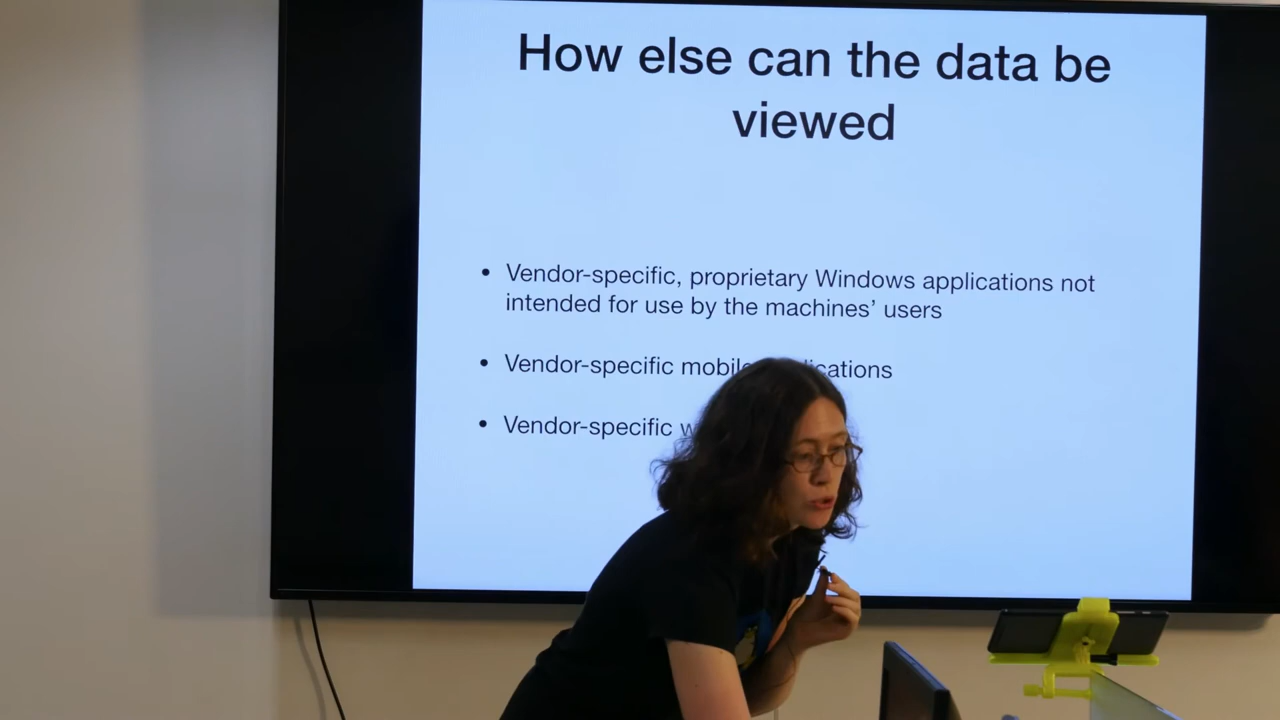 How else can the data be
viewed
• Vendor-specific, proprietary Windows applications not
intended for use by the machines’ users
• Vendor-specific
• Vendor-specific